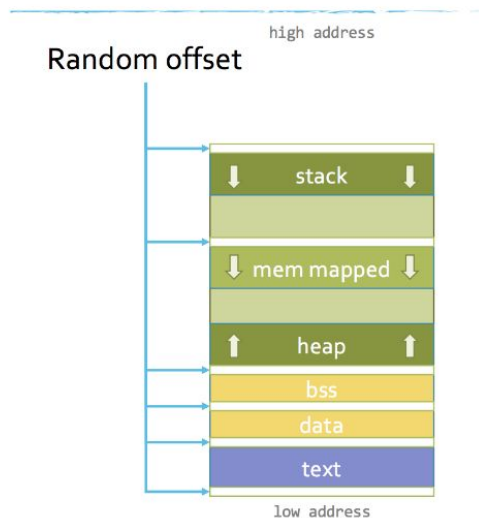 high address
Random offset
stack
mem mapped
heap
bss
data
text
low address